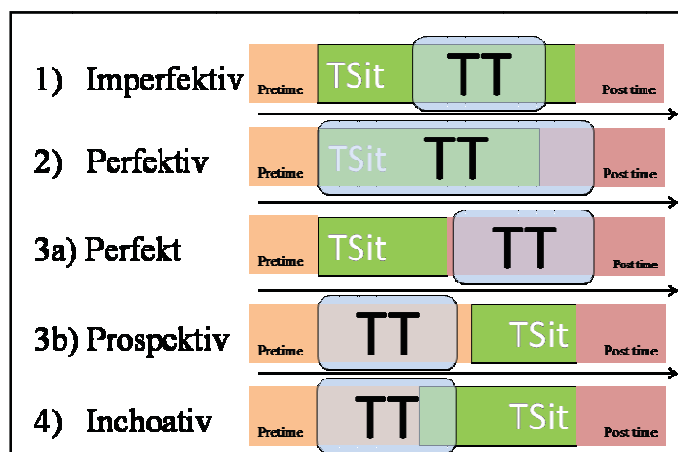 1) Imperfektiv Pretime TSit TT Post time
2) Perfektiv Pretime TSit TT Post time
3a) Perfekt Pretime TSit TT Post time
3b) Prospektiv Pretime TT TSit Post time
4) Inchoativ Pretime TT TSit Post time